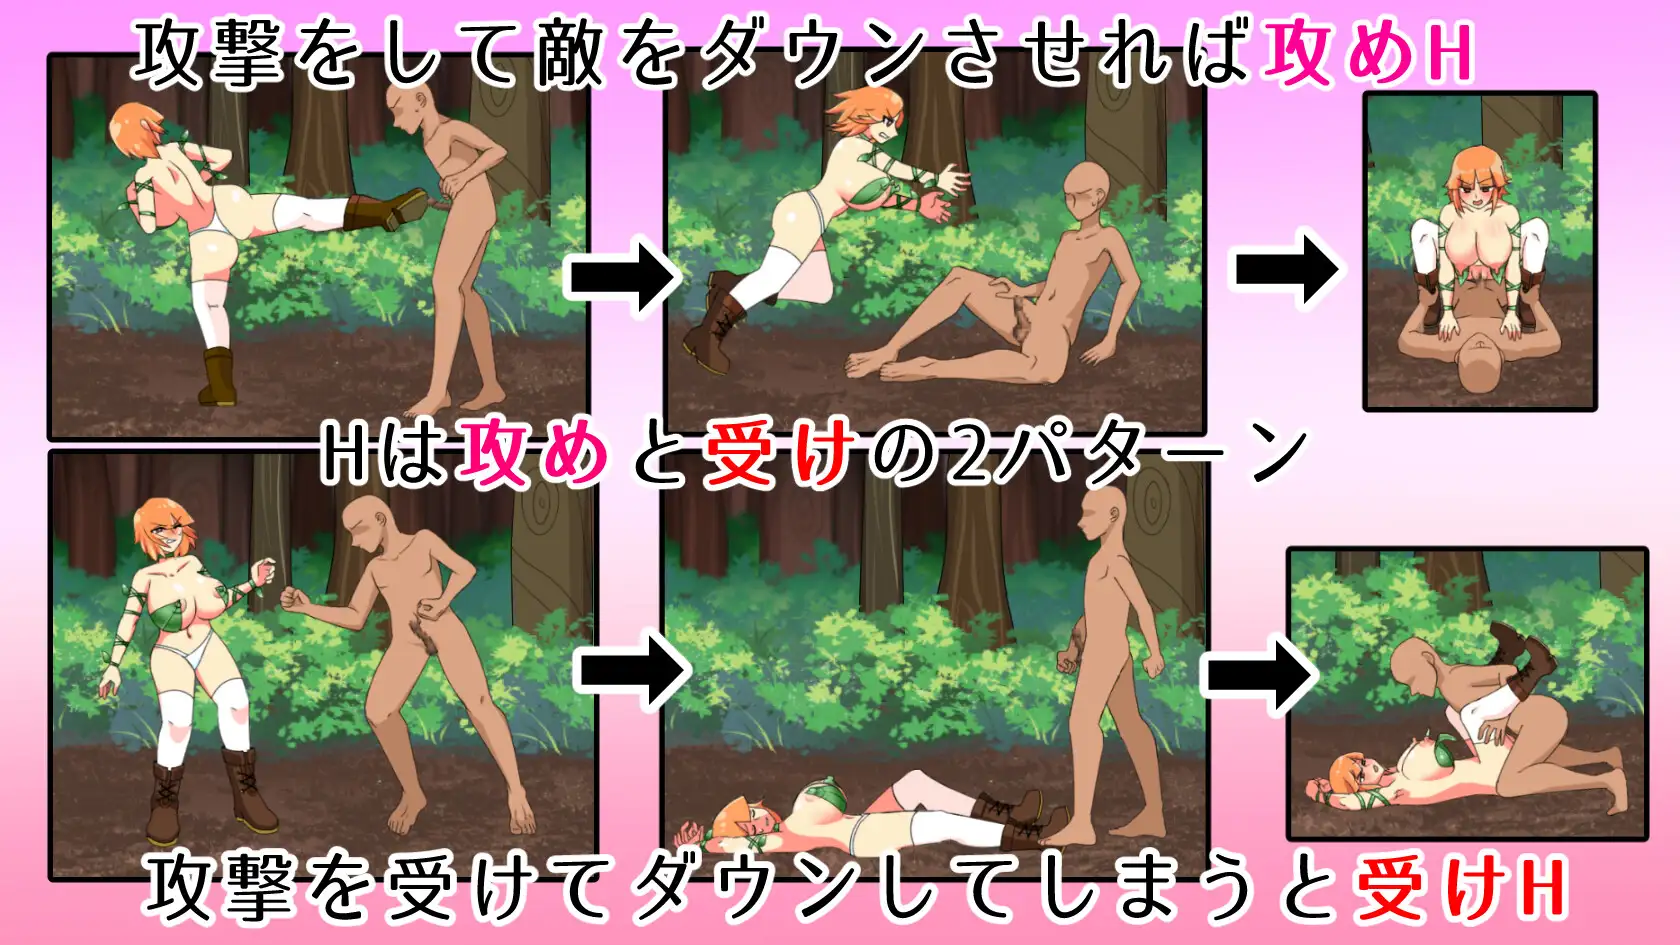 攻撃をして敵をダウンさせれば攻めH
Hは攻めと受けの2パターン
攻撃を受けてダウンしてしまうと受けH